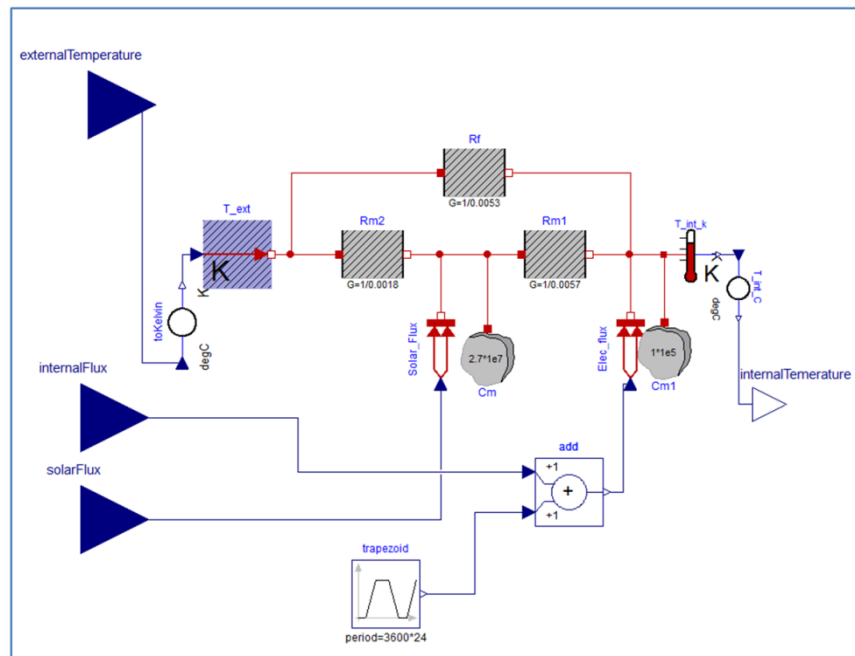 externalTemperature
Rf
G=1/0.0053
T_ext
Rm2
Rm1
T_int_k
K
K
K
G=1/0.0018
G=1/0.0057
toKelvin
degC
degC
T_int_C
Solar_Flux
2.7*1e7
Cm
Elec_flux
1*1e5
Cm1
internalFlux
internalTemerature
solarFlux
add
+1
+
+1
trapezoid
period=3600*24